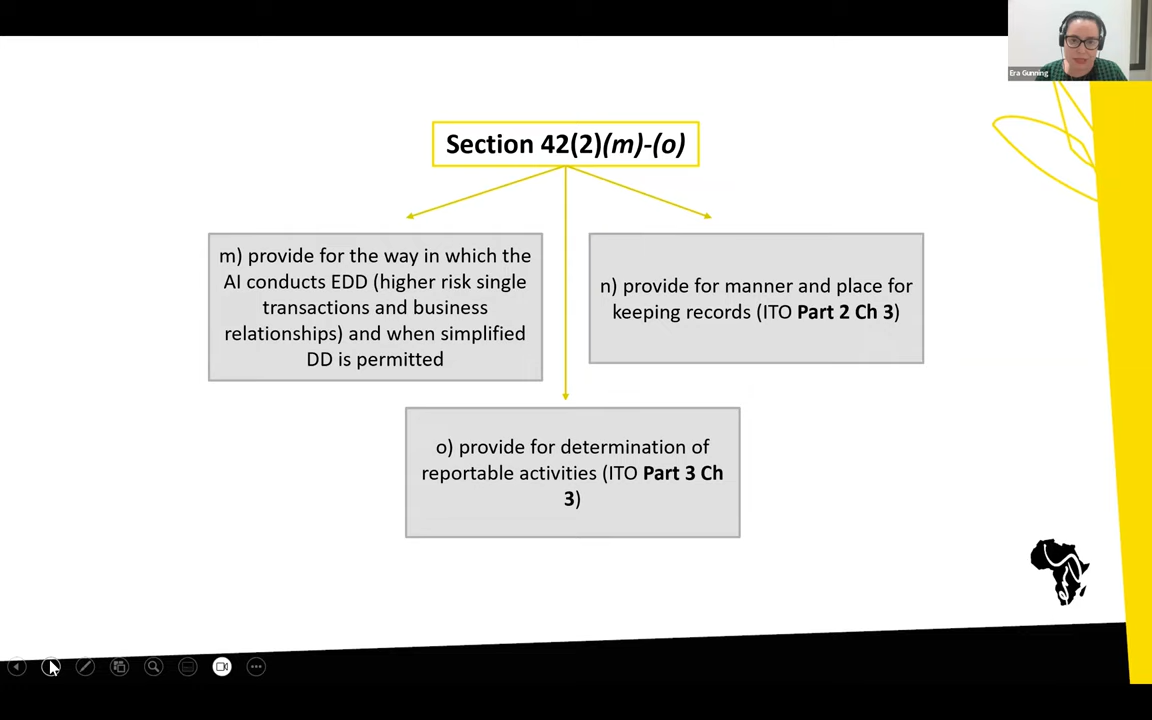 Era Gunning
Section 42(2)(m)-(o)
m) provide for the way in which the
AI conducts EDD (higher risk single
transactions and business
relationships) and when simplified
DD is permitted
n) provide for manner and place for
keeping records (ITO Part 2 Ch 3)
o) provide for determination of
reportable activities (ITO Part 3 Ch
3)